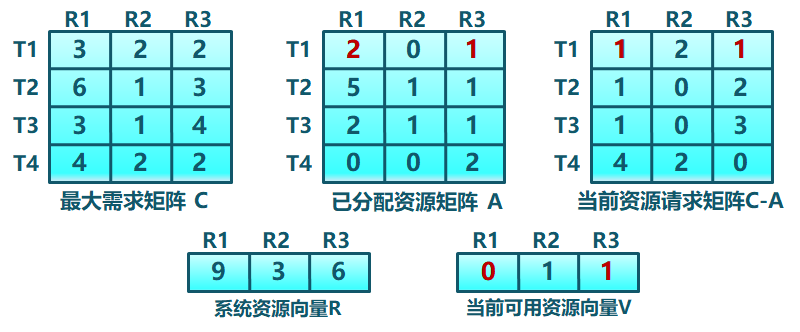 R1 R2 R3 R1 R2 R3 R1 R2 R3
T1 3 2 2 T1 2 0 1 T1 1 2 1
T2 6 1 3 T2 5 1 1 T2 1 0 2
T3 3 1 4 T3 2 1 1 T3 1 0 3
T4 4 2 2 T4 0 0 2 T4 4 2 0
最大需求矩阵 C 已分配资源矩阵 A 当前资源请求矩阵C-A
R1 R2 R3 R1 R2 R3
9 3 6 0 1 1
系统资源向量R 当前可用资源向量V